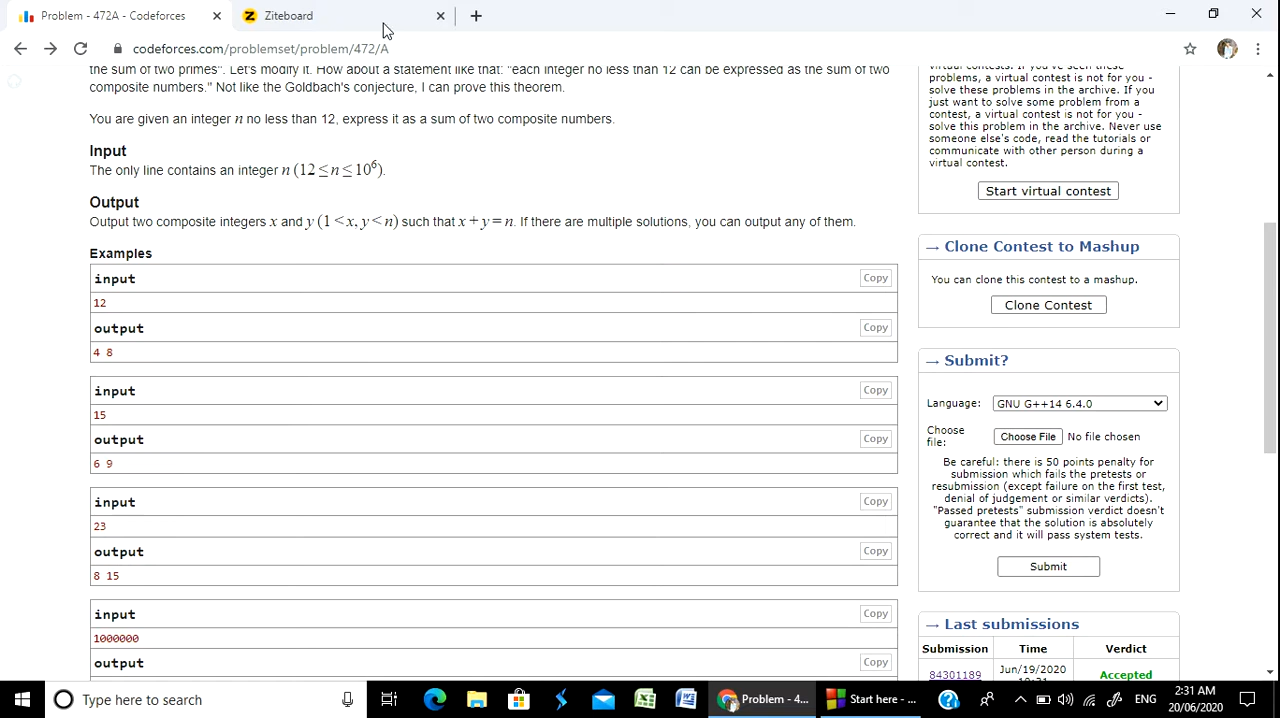 Problem - 472A - Codeforces
Ziteboard
codeforces.com/problemset/problem/472/A
the sum of two primes". Let's modify it. How about a statement like that: "each integer no less than 12 can be expressed as the sum of two
composite numbers." Not like the Goldbach's conjecture, I can prove this theorem.
You are given an integer n no less than 12, express it as a sum of two composite numbers.
Input
The only line contains an integer n (12 ≤ n ≤ 10⁶).
Output
Output two composite integers x and y (1 < x, y < n) such that x + y = n. If there are multiple solutions, you can output any of them.
Examples
input
Copy
12
output
Copy
4 8
input
Copy
15
output
Copy
6 9
input
Copy
23
output
Copy
8 15
input
Copy
1000000
output
Copy
virtual contests. If you've seen these
problems, a virtual contest is not for you -
solve these problems in the archive. If you
just want to solve some problem from a
contest, a virtual contest is not for you -
solve this problem in the archive. Never use
someone else's code, read the tutorials or
communicate with other person during a
virtual contest.
Start virtual contest
→ Clone Contest to Mashup
You can clone this contest to a mashup.
Clone Contest
→ Submit?
Language: GNU G++14 6.4.0
Choose
file: Choose File No file chosen
Be careful: there is 50 points penalty for
submission which fails the pretests or
resubmission (except failure on the first test,
denial of judgement or similar verdicts).
"Passed pretests" submission verdict doesn't
guarantee that the solution is absolutely
correct and it will pass system tests.
Submit
→ Last submissions
Submission Time Verdict
84301189 Jun/19/2020 Accepted
Type here to search
Problem - 4...
Start here - ...
ENG
2:31 AM
20/06/2020